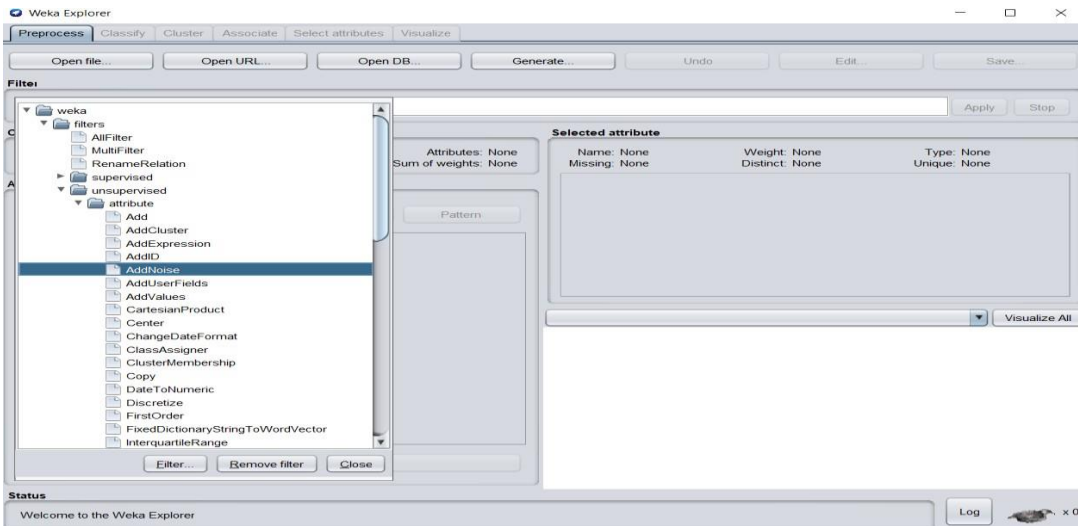 Weka Explorer
Preprocess Classify Cluster Associate Select attributes Visualize
Open file... Open URL... Open DB... Generate... Undo Edit... Save...
Filter
Apply Stop
weka
filters
AllFilter
MultiFilter
RenameRelation
supervised
unsupervised
attribute
Add
AddCluster
AddExpression
AddID
AddNoise
AddUserFields
AddValues
CartesianProduct
Center
ChangeDateFormat
ClassAssigner
ClusterMembership
Copy
DateToNumeric
Discretize
FirstOrder
FixedDictionaryStringToWordVector
InterquartileRange
Filter... Remove filter Close
Attributes: None
Sum of weights: None
Pattern
Selected attribute
Name: None Weight: None Type: None
Missing: None Distinct: None Unique: None
Visualize All
Status
Welcome to the Weka Explorer
Log x 0